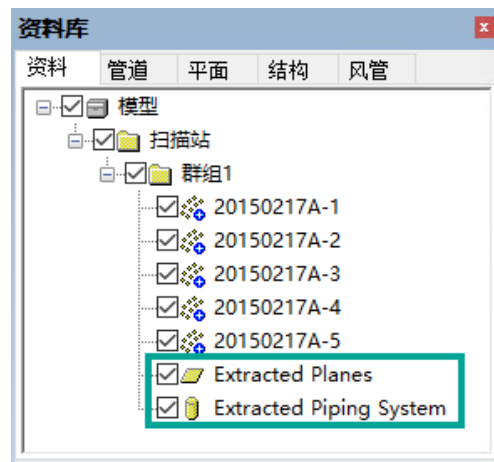 资料库
资料 管道 平面 结构 风管
模型
扫描站
群组1
20150217A-1
20150217A-2
20150217A-3
20150217A-4
20150217A-5
Extracted Planes
Extracted Piping System